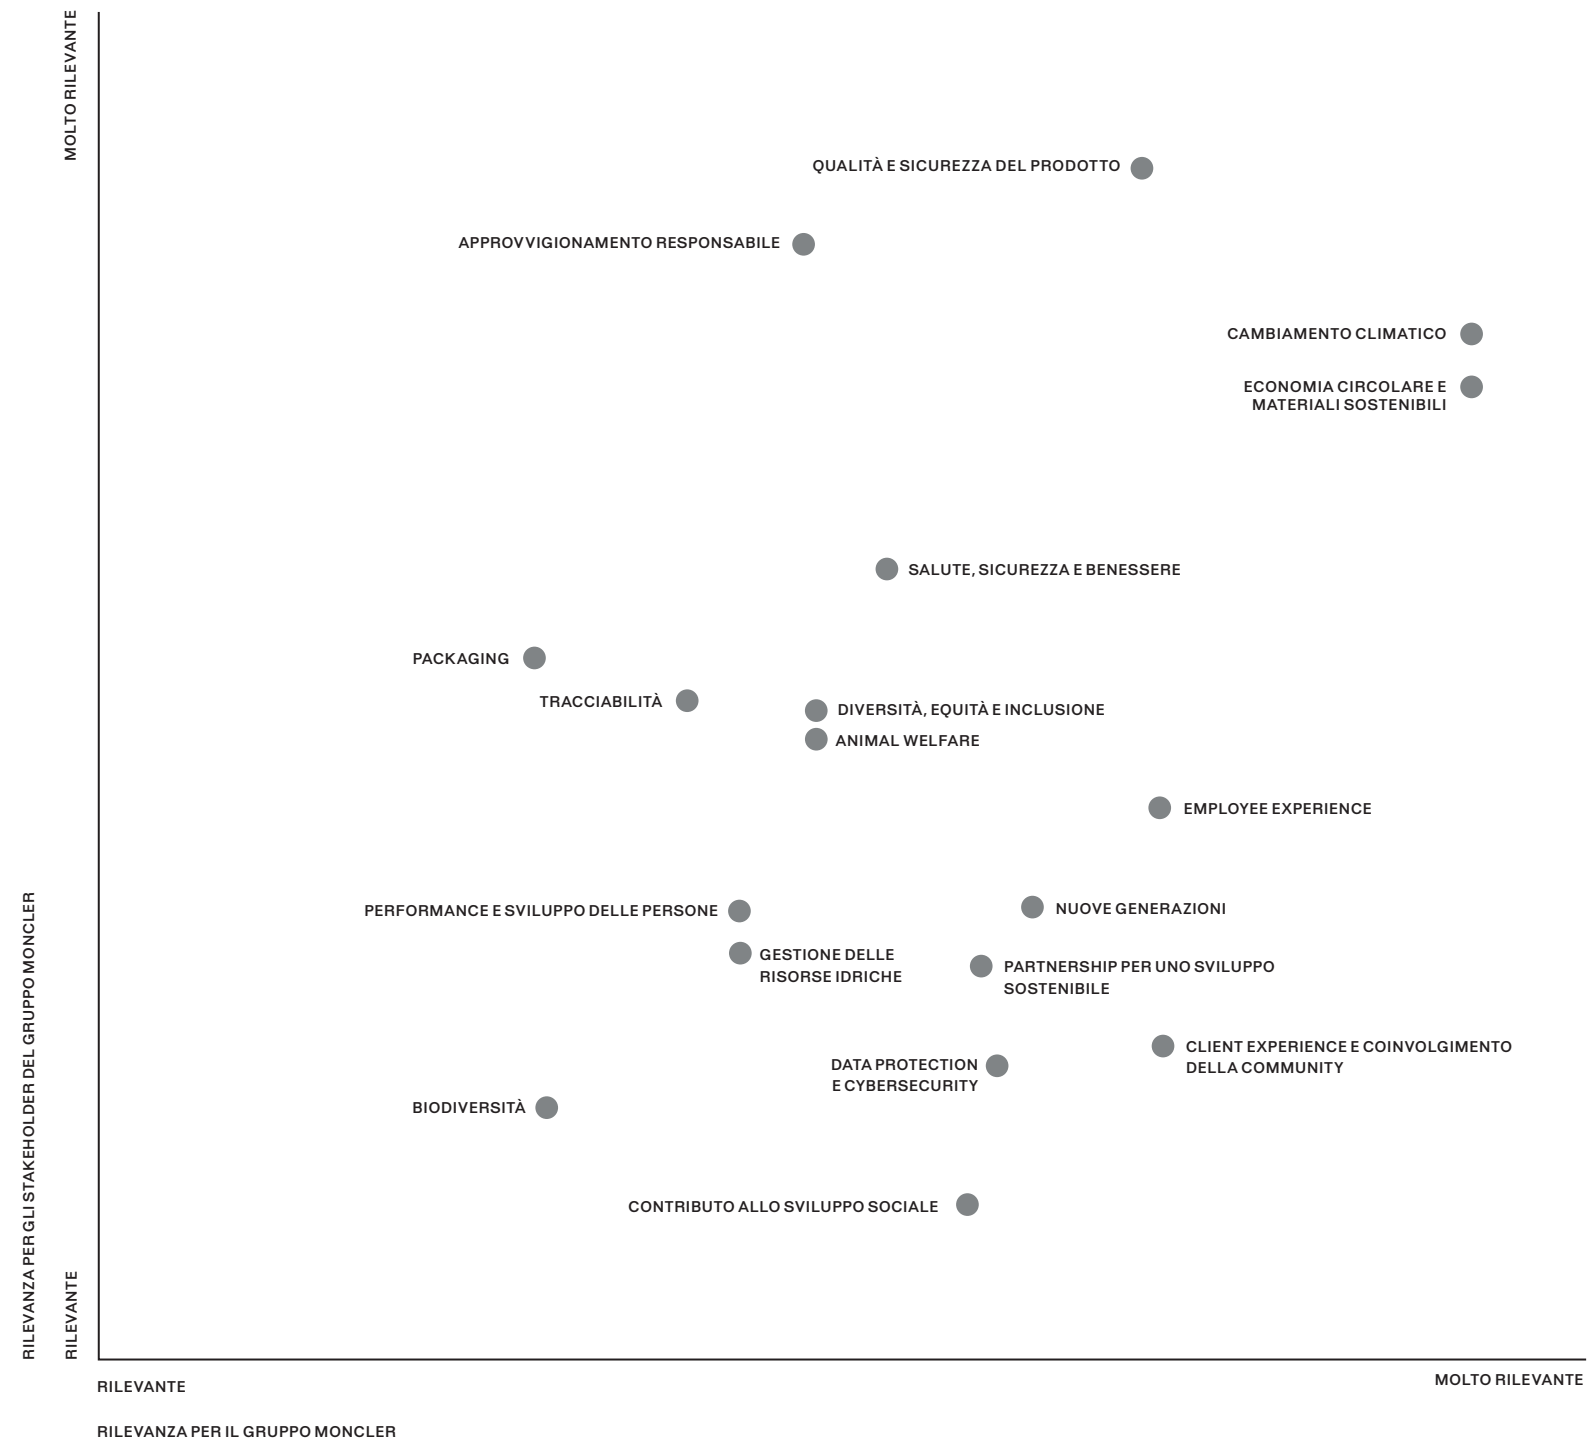 MOLTO RILEVANTE
QUALITÀ E SICUREZZA DEL PRODOTTO
APPROVVIGIONAMENTO RESPONSABILE
CAMBIAMENTO CLIMATICO
ECONOMIA CIRCOLARE E
MATERIALI SOSTENIBILI
SALUTE, SICUREZZA E BENESSERE
PACKAGING
TRACCIABILITÀ
DIVERSITÀ, EQUITÀ E INCLUSIONE
ANIMAL WELFARE
EMPLOYEE EXPERIENCE
PERFORMANCE E SVILUPPO DELLE PERSONE
NUOVE GENERAZIONI
GESTIONE DELLE
RISORSE IDRICHE
PARTNERSHIP PER UNO SVILUPPO
SOSTENIBILE
CLIENT EXPERIENCE E COINVOLGIMENTO
DELLA COMMUNITY
DATA PROTECTION
E CYBERSECURITY
BIODIVERSITÀ
CONTRIBUTO ALLO SVILUPPO SOCIALE
RILEVANZA PER GLI STAKEHOLDER DEL GRUPPO MONCLER
RILEVANTE
RILEVANTE
MOLTO RILEVANTE
RILEVANZA PER IL GRUPPO MONCLER